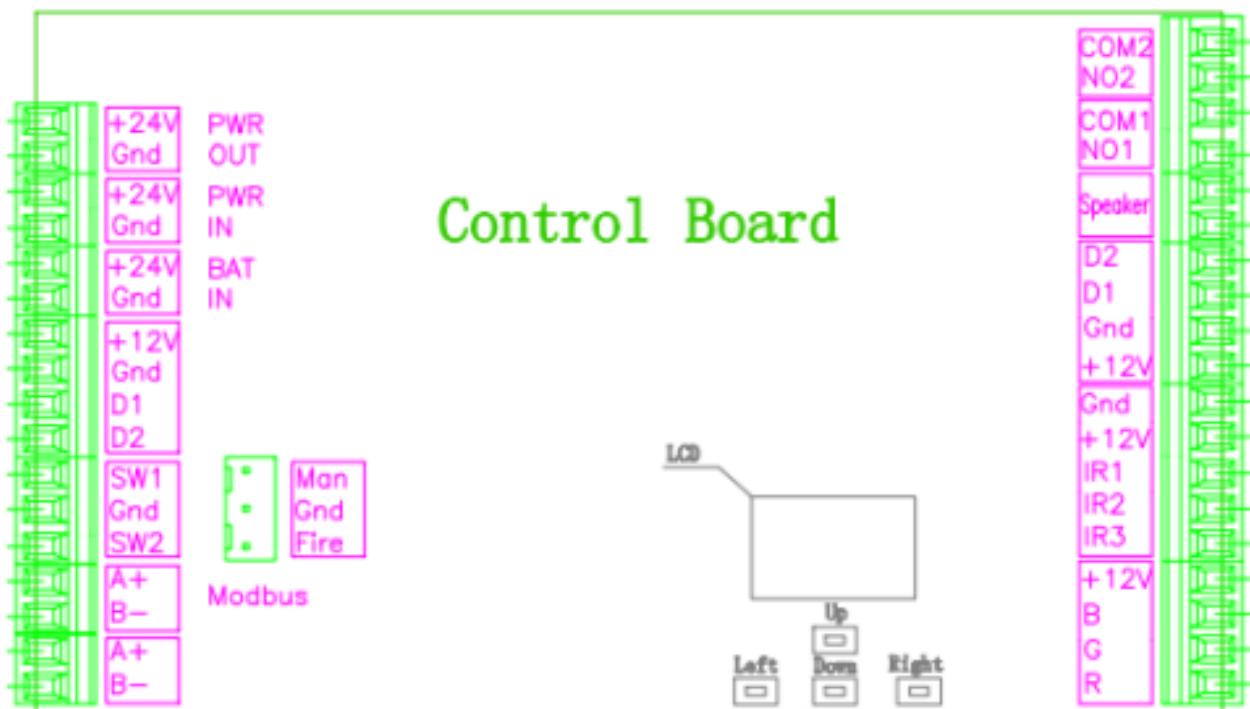 +24V PWR
Gnd OUT
+24V PWR
Gnd IN
+24V BAT
Gnd IN
+12V
Gnd
D1
D2
SW1
Gnd
SW2
A+
B-
A+
B-
Man
Gnd
Fire
Modbus
Control Board
LCD
Up
Left Down Right
COM2
NO2
COM1
NO1
Speaker
D2
D1
Gnd
+12V
Gnd
+12V
IR1
IR2
IR3
+12V
B
G
R